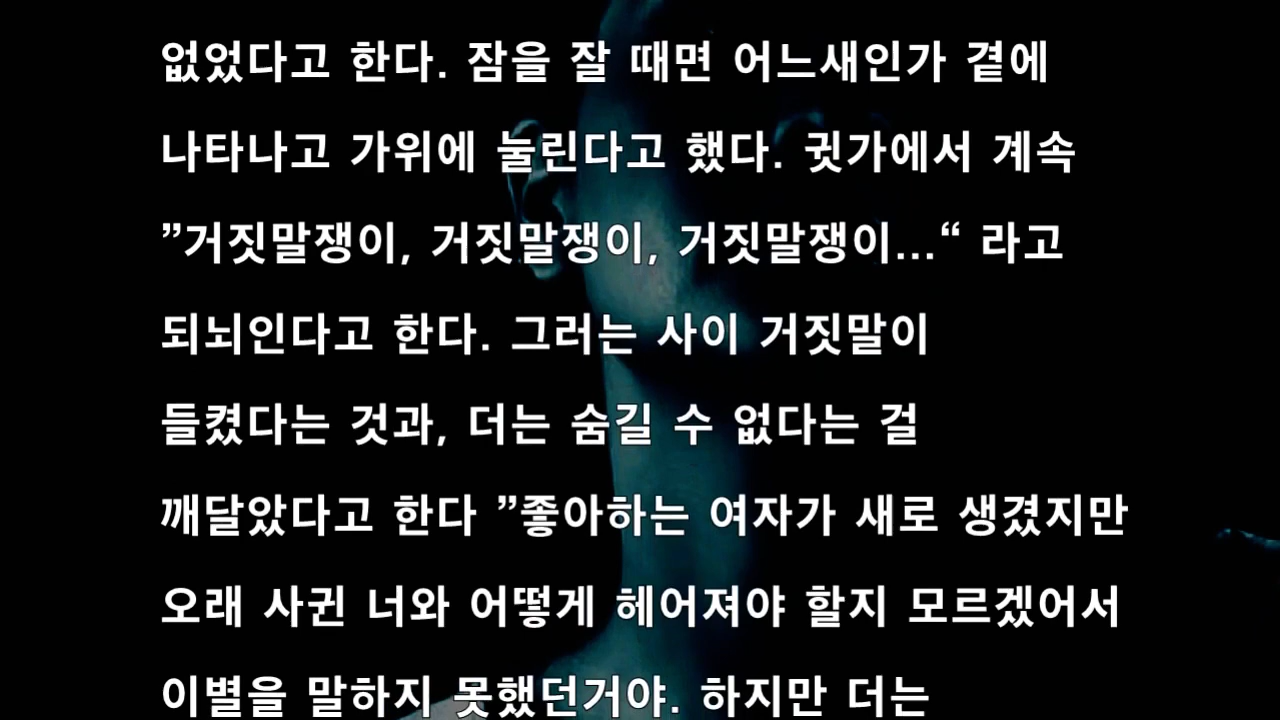 없었다고 한다. 잠을 잘 때면 어느새인가 곁에
나타나고 가위에 눌린다고 했다. 귓가에서 계속
”거짓말쟁이, 거짓말쟁이, 거짓말쟁이...“ 라고
되뇌인다고 한다. 그러는 사이 거짓말이
들켰다는 것과, 더는 숨길 수 없다는 걸
깨달았다고 한다 ”좋아하는 여자가 새로 생겼지만
오래 사귄 너와 어떻게 헤어져야 할지 모르겠어서
이별을 말하지 못했던거야. 하지만 더는